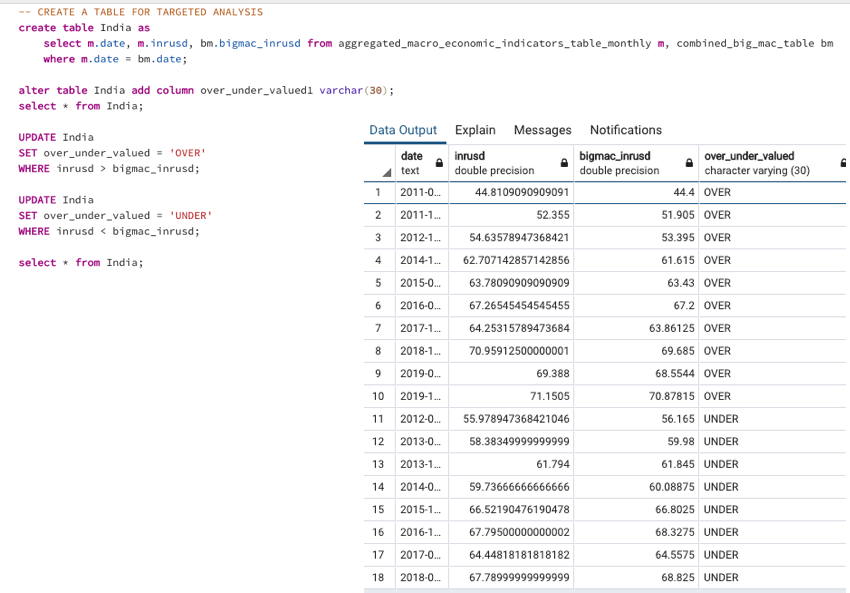 -- CREATE A TABLE FOR TARGETED ANALYSIS
create table India as
select m.date, m.inrusd, bm.bigmac_inrusd from aggregated_macro_economic_indicators_table_monthly m, combined_big_mac_table bm
where m.date = bm.date;
alter table India add column over_under_valued1 varchar(30);
select * from India;
UPDATE India
SET over_under_valued = 'OVER'
WHERE inrusd > bigmac_inrusd;
UPDATE India
SET over_under_valued = 'UNDER'
WHERE inrusd < bigmac_inrusd;
select * from India;
Data Output Explain Messages Notifications
date inrusd bigmac_inrusd over_under_valued
text double precision double precision character varying (30)
1 2011-0... 44.8109090909091 44.4 OVER
2 2011-1... 52.355 51.905 OVER
3 2012-1... 54.63578947368421 53.395 OVER
4 2014-1... 62.707142857142856 61.615 OVER
5 2015-0... 63.78090909090909 63.43 OVER
6 2016-0... 67.26545454545455 67.2 OVER
7 2017-1... 64.25315789473684 63.86125 OVER
8 2018-1... 70.95912500000001 69.685 OVER
9 2019-0... 69.388 68.5544 OVER
10 2019-1... 71.1505 70.87815 OVER
11 2012-0... 55.978947368421046 56.165 UNDER
12 2013-0... 58.38349999999999 59.98 UNDER
13 2013-1... 61.794 61.845 UNDER
14 2014-0... 59.73666666666666 60.08875 UNDER
15 2015-1... 66.52190476190478 66.8025 UNDER
16 2016-1... 67.79500000000002 68.3275 UNDER
17 2017-0... 64.44818181818182 64.5575 UNDER
18 2018-0... 67.78999999999999 68.825 UNDER